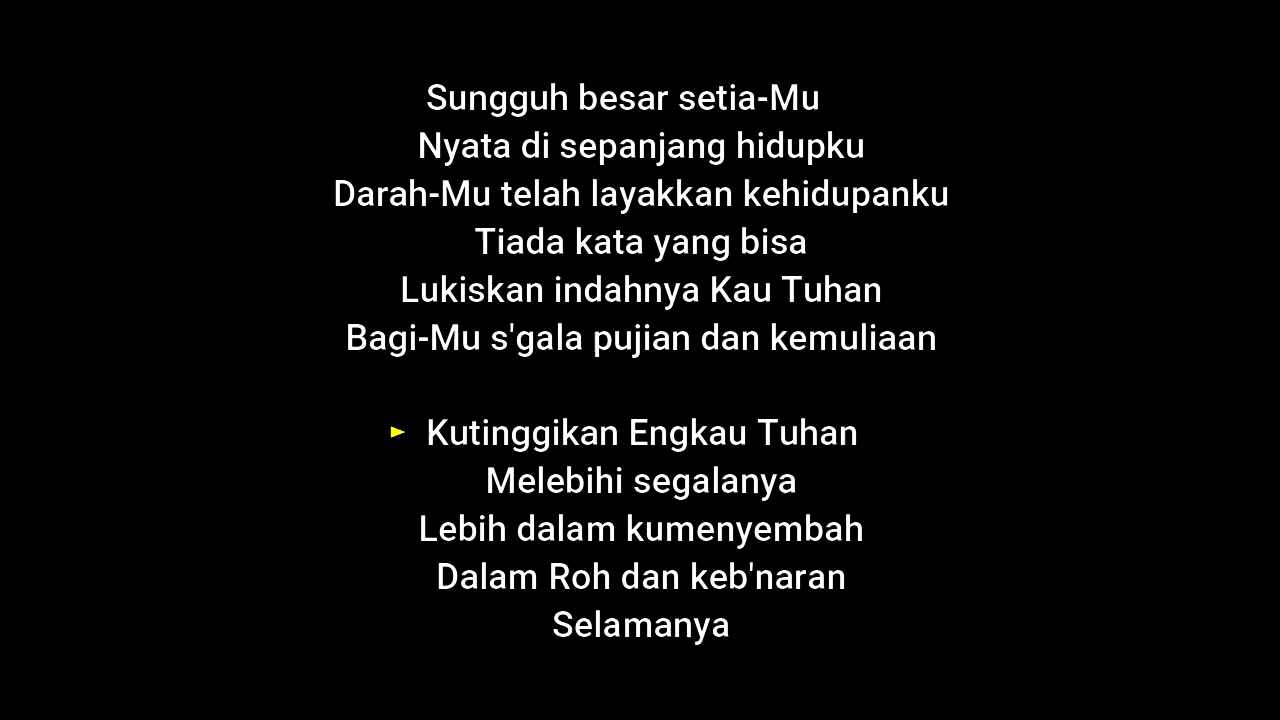 Sungguh besar setia-Mu
Nyata di sepanjang hidupku
Darah-Mu telah layakkan kehidupanku
Tiada kata yang bisa
Lukiskan indahnya Kau Tuhan
Bagi-Mu s'gala pujian dan kemuliaan
► Kutinggikan Engkau Tuhan
Melebihi segalanya
Lebih dalam kumenyembah
Dalam Roh dan keb'naran
Selamanya